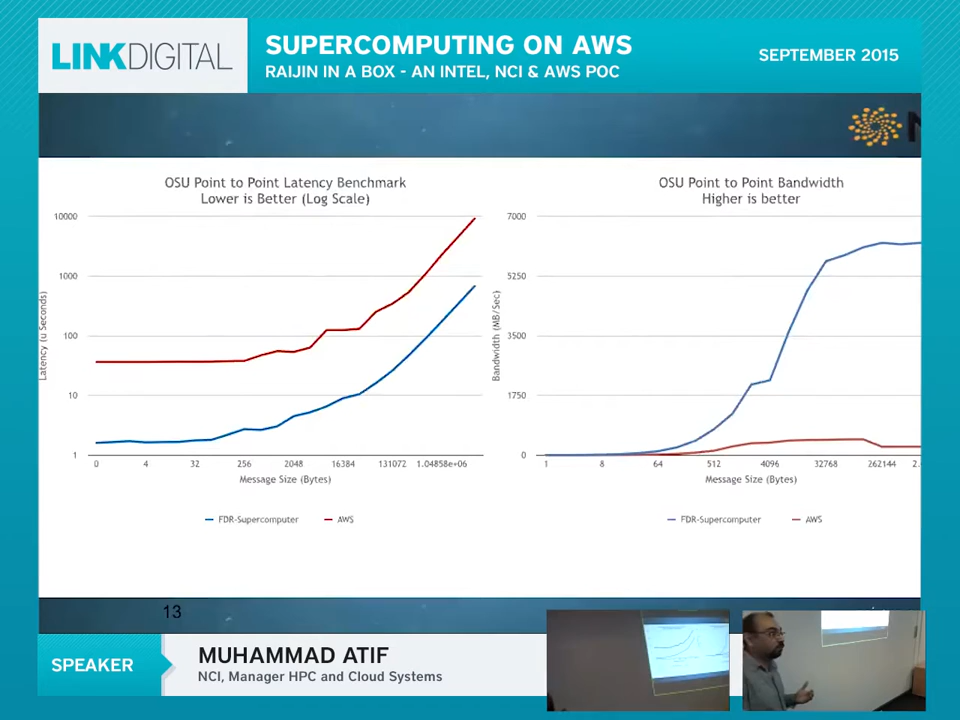 LINKDIGITAL
SUPERCOMPUTING ON AWS
RAIJIN IN A BOX - AN INTEL, NCI & AWS POC
SEPTEMBER 2015
OSU Point to Point Latency Benchmark
Lower is Better (Log Scale)
10000
1000
100
10
1
Latency (u Seconds)
0 4 32 256 2048 16384 131072 1.04858e+06
Message Size (Bytes)
FDR-Supercomputer AWS
OSU Point to Point Bandwidth
Higher is better
7000
5250
3500
1750
0
Bandwidth (MB/Sec)
1 8 64 512 4096 32768 262144 2.
Message Size (Bytes)
FDR-Supercomputer AWS
13
SPEAKER
MUHAMMAD ATIF
NCI, Manager HPC and Cloud Systems